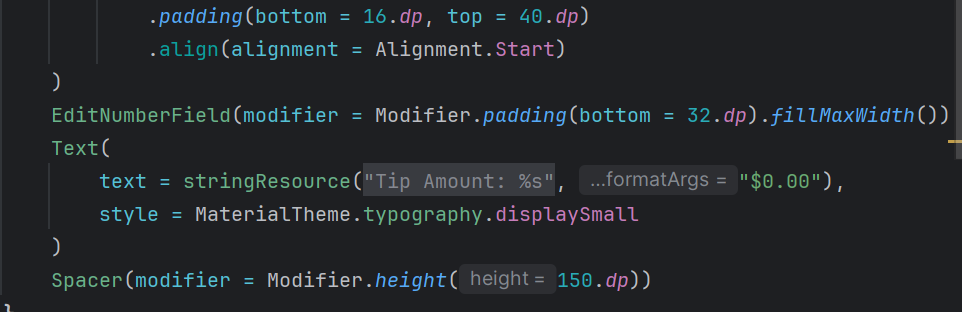 .padding(bottom = 16.dp, top = 40.dp)
.align(alignment = Alignment.Start)
)
EditNumberField(modifier = Modifier.padding(bottom = 32.dp).fillMaxWidth())
Text(
text = stringResource("Tip Amount: %s", ...formatArgs = "$0.00"),
style = MaterialTheme.typography.displaySmall
)
Spacer(modifier = Modifier.height( height = 150.dp))
}